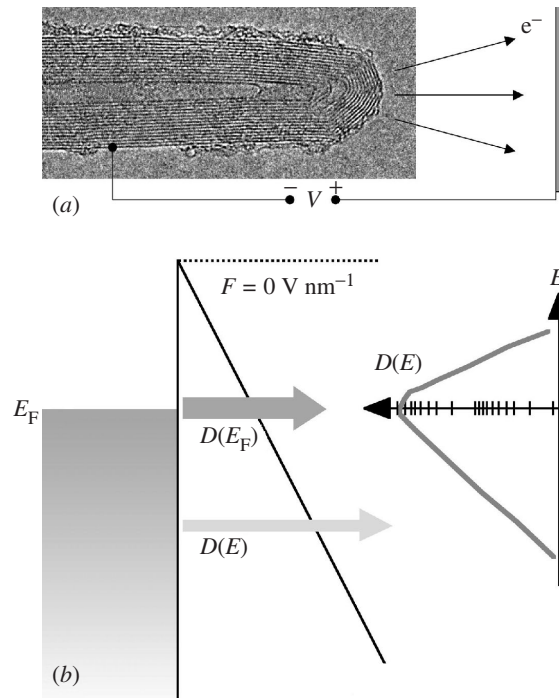 e⁻
− V +
(a)
F = 0 V nm⁻¹
E
D(E)
E_F
D(E_F)
D(E)
(b)